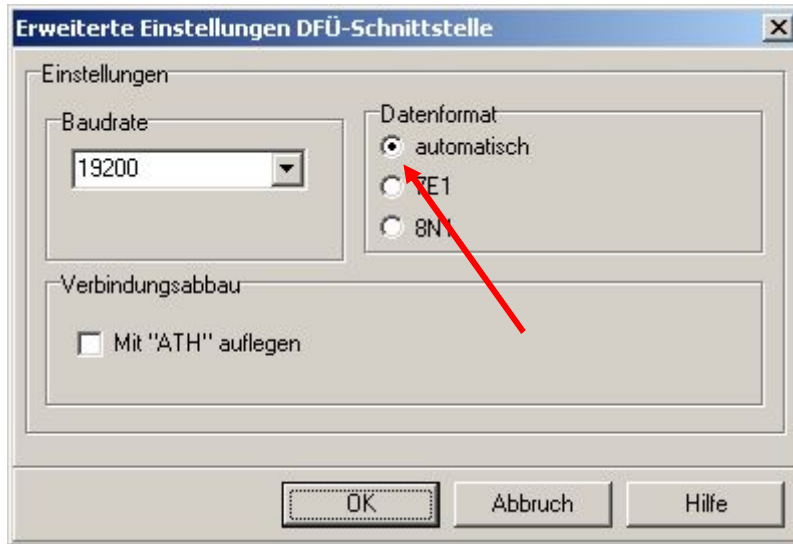 Erweiterte Einstellungen DFÜ-Schnittstelle
Einstellungen
Baudrate
19200
Datenformat
automatisch
7E1
8N1
Verbindungsabbau
Mit "ATH" auflegen
OK
Abbruch
Hilfe